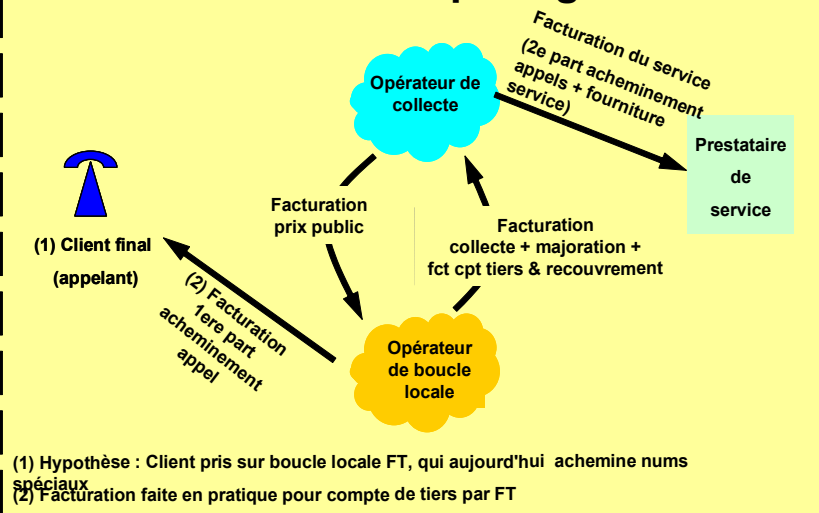 Facturation du service
(2e part acheminement
appels + fourniture
service)
Opérateur de
collecte
Prestataire
de
service
Facturation
prix public
Facturation
collecte + majoration +
fct cpt tiers & recouvrement
(1) Client final
(appelant)
(2) Facturation
1ere part
acheminement
appel
Opérateur
de boucle
locale
(1) Hypothèse : Client pris sur boucle locale FT, qui aujourd'hui achemine nums
spéciaux
(2) Facturation faite en pratique pour compte de tiers par FT